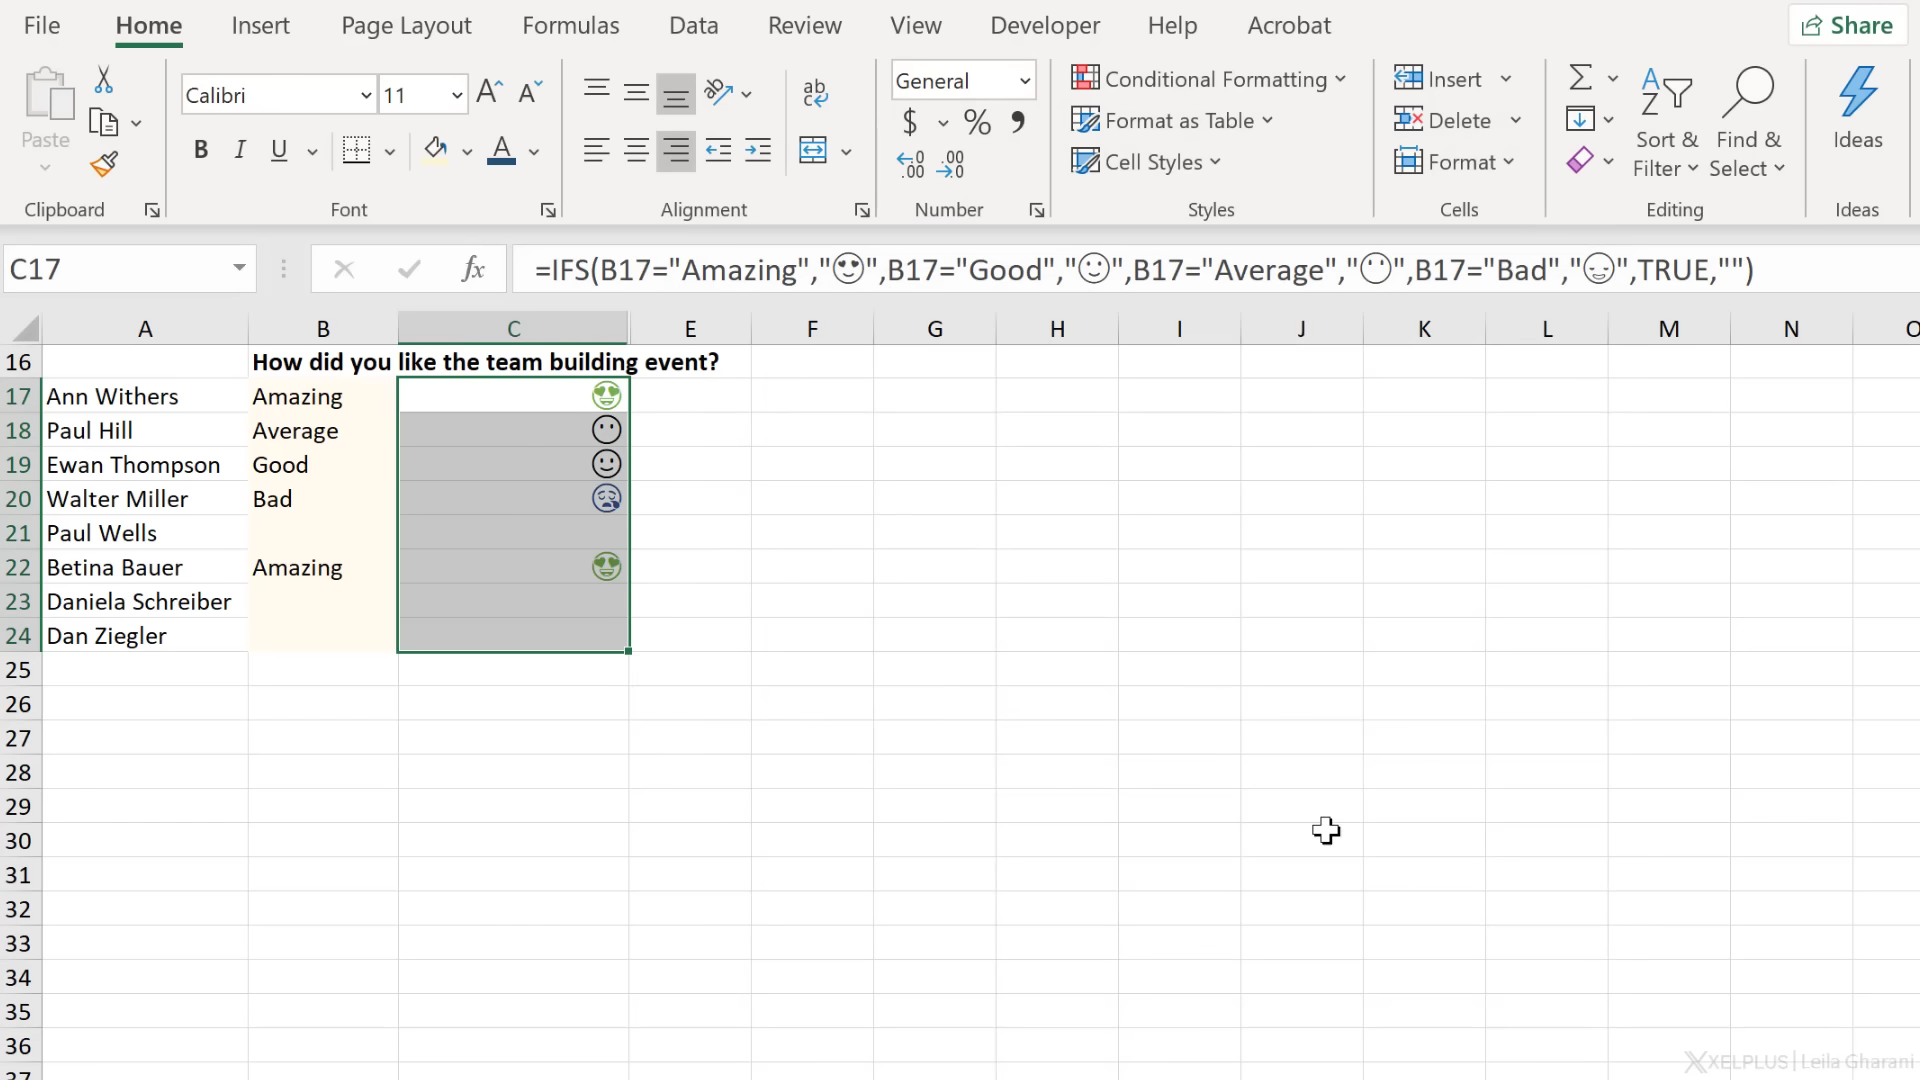 File Home Insert Page Layout Formulas Data Review View Developer Help Acrobat Share
Paste Calibri 11 General Conditional Formatting Format as Table Cell Styles Insert Delete Format Sort & Filter Find & Select Ideas
Clipboard Font Alignment Number Styles Cells Editing Ideas
C17 fx =IFS(B17="Amazing","😍",B17="Good","🙂",B17="Average","😶",B17="Bad","😪",TRUE,"")
A B C E F G H I J K L M N O
16 How did you like the team building event?
17 Ann Withers Amazing 😍
18 Paul Hill Average 😶
19 Ewan Thompson Good 🙂
20 Walter Miller Bad 😪
21 Paul Wells
22 Betina Bauer Amazing 😍
23 Daniela Schreiber
24 Dan Ziegler
25
26
27
28
29
30
31
32
33
34
35
36
37
XELPLUS | Leila Gharani